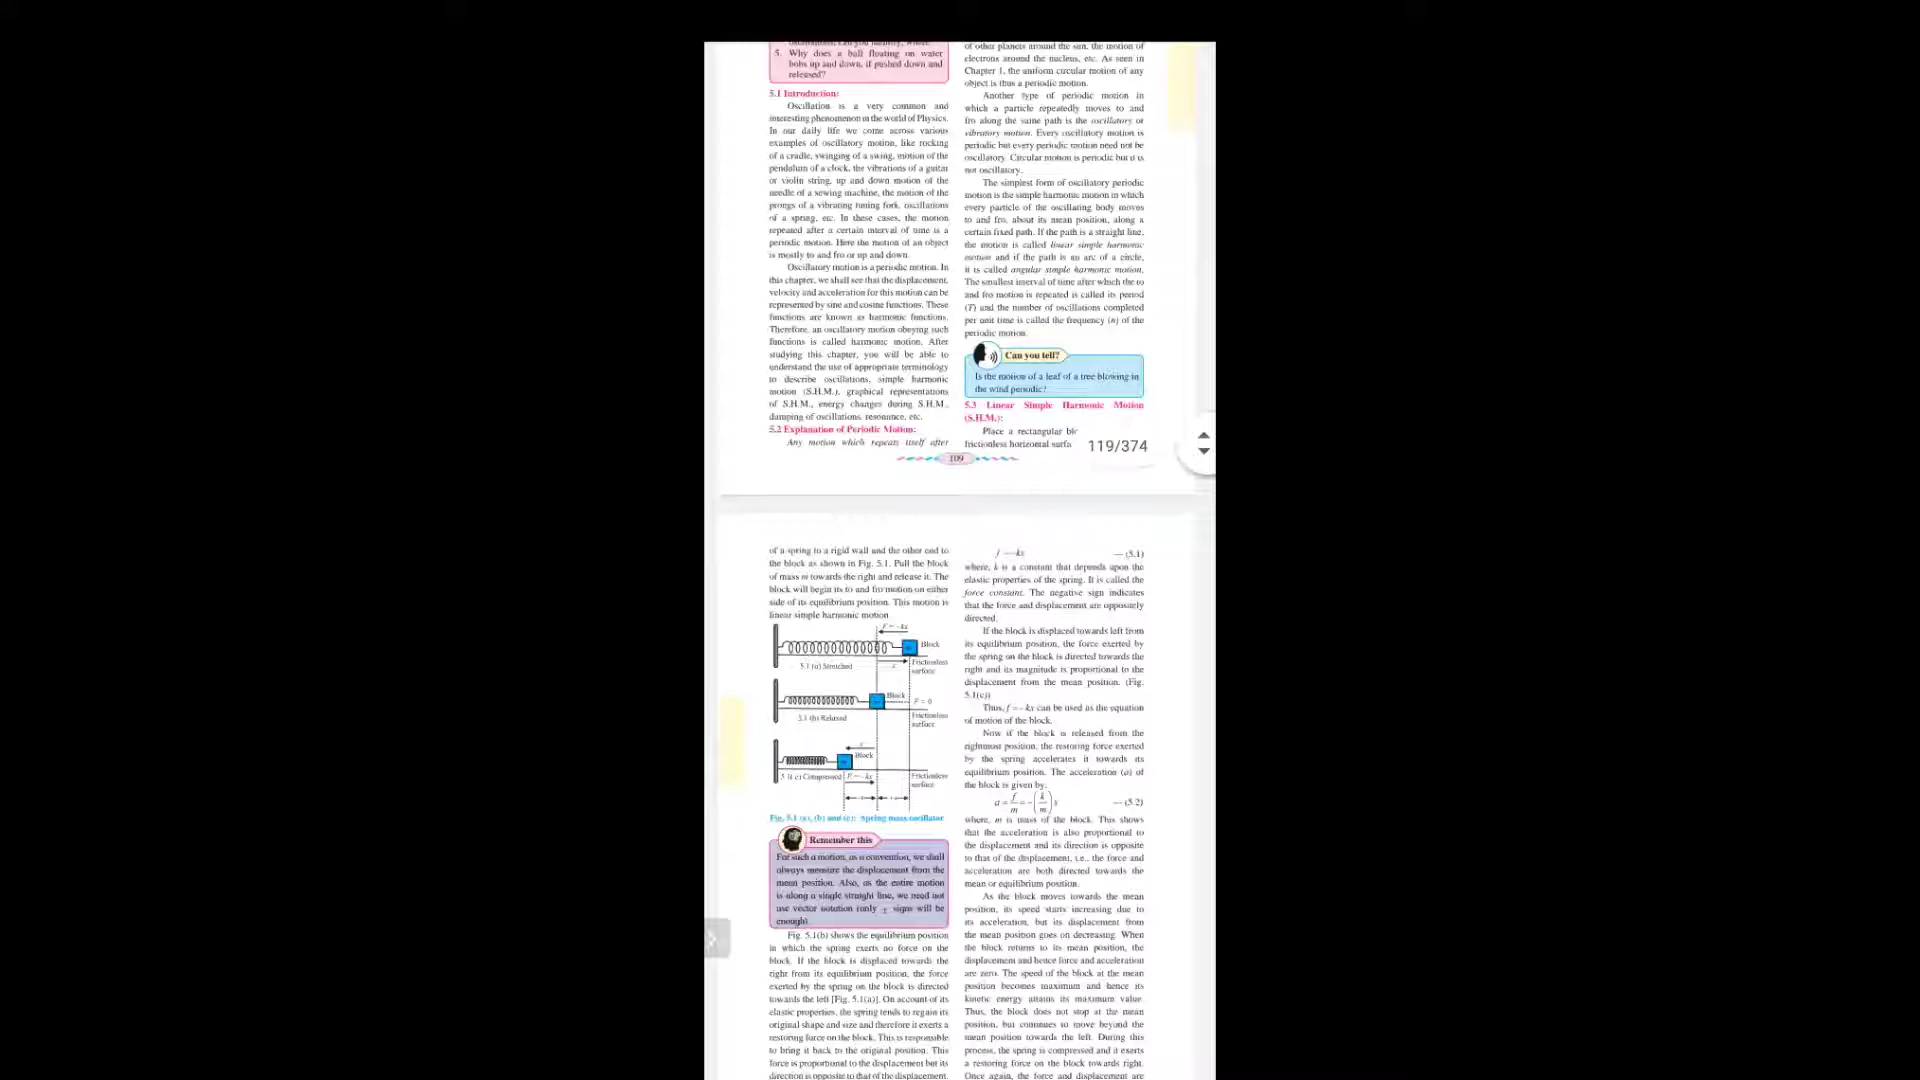 5. Why does a ball floating on water
bobs up and down, if pushed down and
released?
5.1 Introduction:
Oscillation is a very common and
interesting phenomenon in the world of Physics.
In our daily life we come across various
examples of oscillatory motion, like rocking
of a cradle, swinging of a swing, motion of the
pendulum of a clock, the vibrations of a guitar
or violin string, up and down motion of the
needle of a sewing machine, the motion of the
prongs of a vibrating tuning fork, oscillations
of a spring, etc. In these cases, the motion
repeated after a certain interval of time is a
periodic motion. Here the motion of an object
is mostly to and fro or up and down.
Oscillatory motion is a periodic motion. In
this chapter, we shall see that the displacement,
velocity and acceleration for this motion can be
represented by sine and cosine functions. These
functions are known as harmonic functions.
Therefore, an oscillatory motion obeying such
functions is called harmonic motion. After
studying this chapter, you will be able to
understand the use of appropriate terminology
to describe oscillations, simple harmonic
motion (S.H.M.), graphical representations
of S.H.M., energy changes during S.H.M.,
damping of oscillations, resonance, etc.
5.2 Explanation of Periodic Motion:
Any motion which repeats itself after
of other planets around the sun, the motion of
electrons around the nucleus, etc. As seen in
Chapter 1, the uniform circular motion of any
object is thus a periodic motion.
Another type of periodic motion in
which a particle repeatedly moves to and
fro along the same path is the oscillatory or
vibratory motion. Every oscillatory motion is
periodic but every periodic motion need not be
oscillatory. Circular motion is periodic but it is
not oscillatory.
The simplest form of oscillatory periodic
motion is the simple harmonic motion in which
every particle of the oscillating body moves
to and fro, about its mean position, along a
certain fixed path. If the path is a straight line,
the motion is called linear simple harmonic
motion and if the path is an arc of a circle,
it is called angular simple harmonic motion.
The smallest interval of time after which the to
and fro motion is repeated is called its period
(T) and the number of oscillations completed
per unit time is called the frequency (n) of the
periodic motion.
Can you tell?
Is the motion of a leaf of a tree blowing in
the wind periodic?
5.3 Linear Simple Harmonic Motion
(S.H.M.):
Place a rectangular blo
frictionless horizontal surfa
119/374
109
of a spring to a rigid wall and the other end to
the block as shown in Fig. 5.1. Pull the block
of mass m towards the right and release it. The
block will begin its to and fro motion on either
side of its equilibrium position. This motion is
linear simple harmonic motion
F = -kx
Block
5.1 (a) Stretched
x
Frictionless
surface
Block
F = 0
5.1 (b) Relaxed
Frictionless
surface
x
Block
5.1( c) Compressed
F = -kx
Frictionless
surface
Fig. 5.1 (a), (b) and (c): Spring mass oscillator
Remember this
For such a motion, as a convention, we shall
always measure the displacement from the
mean position. Also, as the entire motion
is along a single straight line, we need not
use vector notation (only ± signs will be
enough).
Fig. 5.1(b) shows the equilibrium position
in which the spring exerts no force on the
block. If the block is displaced towards the
right from its equilibrium position, the force
exerted by the spring on the block is directed
towards the left [Fig. 5.1(a)]. On account of its
elastic properties, the spring tends to regain its
original shape and size and therefore it exerts a
restoring force on the block. This is responsible
to bring it back to the original position. This
force is proportional to the displacement but its
direction is opposite to that of the displacement.
f = -kx --- (5.1)
where, k is a constant that depends upon the
elastic properties of the spring. It is called the
force constant. The negative sign indicates
that the force and displacement are oppositely
directed.
If the block is displaced towards left from
its equilibrium position, the force exerted by
the spring on the block is directed towards the
right and its magnitude is proportional to the
displacement from the mean position. (Fig.
5.1(c))
Thus, f = - kx can be used as the equation
of motion of the block.
Now if the block is released from the
rightmost position, the restoring force exerted
by the spring accelerates it towards its
equilibrium position. The acceleration (a) of
the block is given by,
a = f/m = -(k/m)x --- (5.2)
where, m is mass of the block. This shows
that the acceleration is also proportional to
the displacement and its direction is opposite
to that of the displacement, i.e., the force and
acceleration are both directed towards the
mean or equilibrium position.
As the block moves towards the mean
position, its speed starts increasing due to
its acceleration, but its displacement from
the mean position goes on decreasing. When
the block returns to its mean position, the
displacement and hence force and acceleration
are zero. The speed of the block at the mean
position becomes maximum and hence its
kinetic energy attains its maximum value.
Thus, the block does not stop at the mean
position, but continues to move beyond the
mean position towards the left. During this
process, the spring is compressed and it exerts
a restoring force on the block towards right.
Once again, the force and displacement are